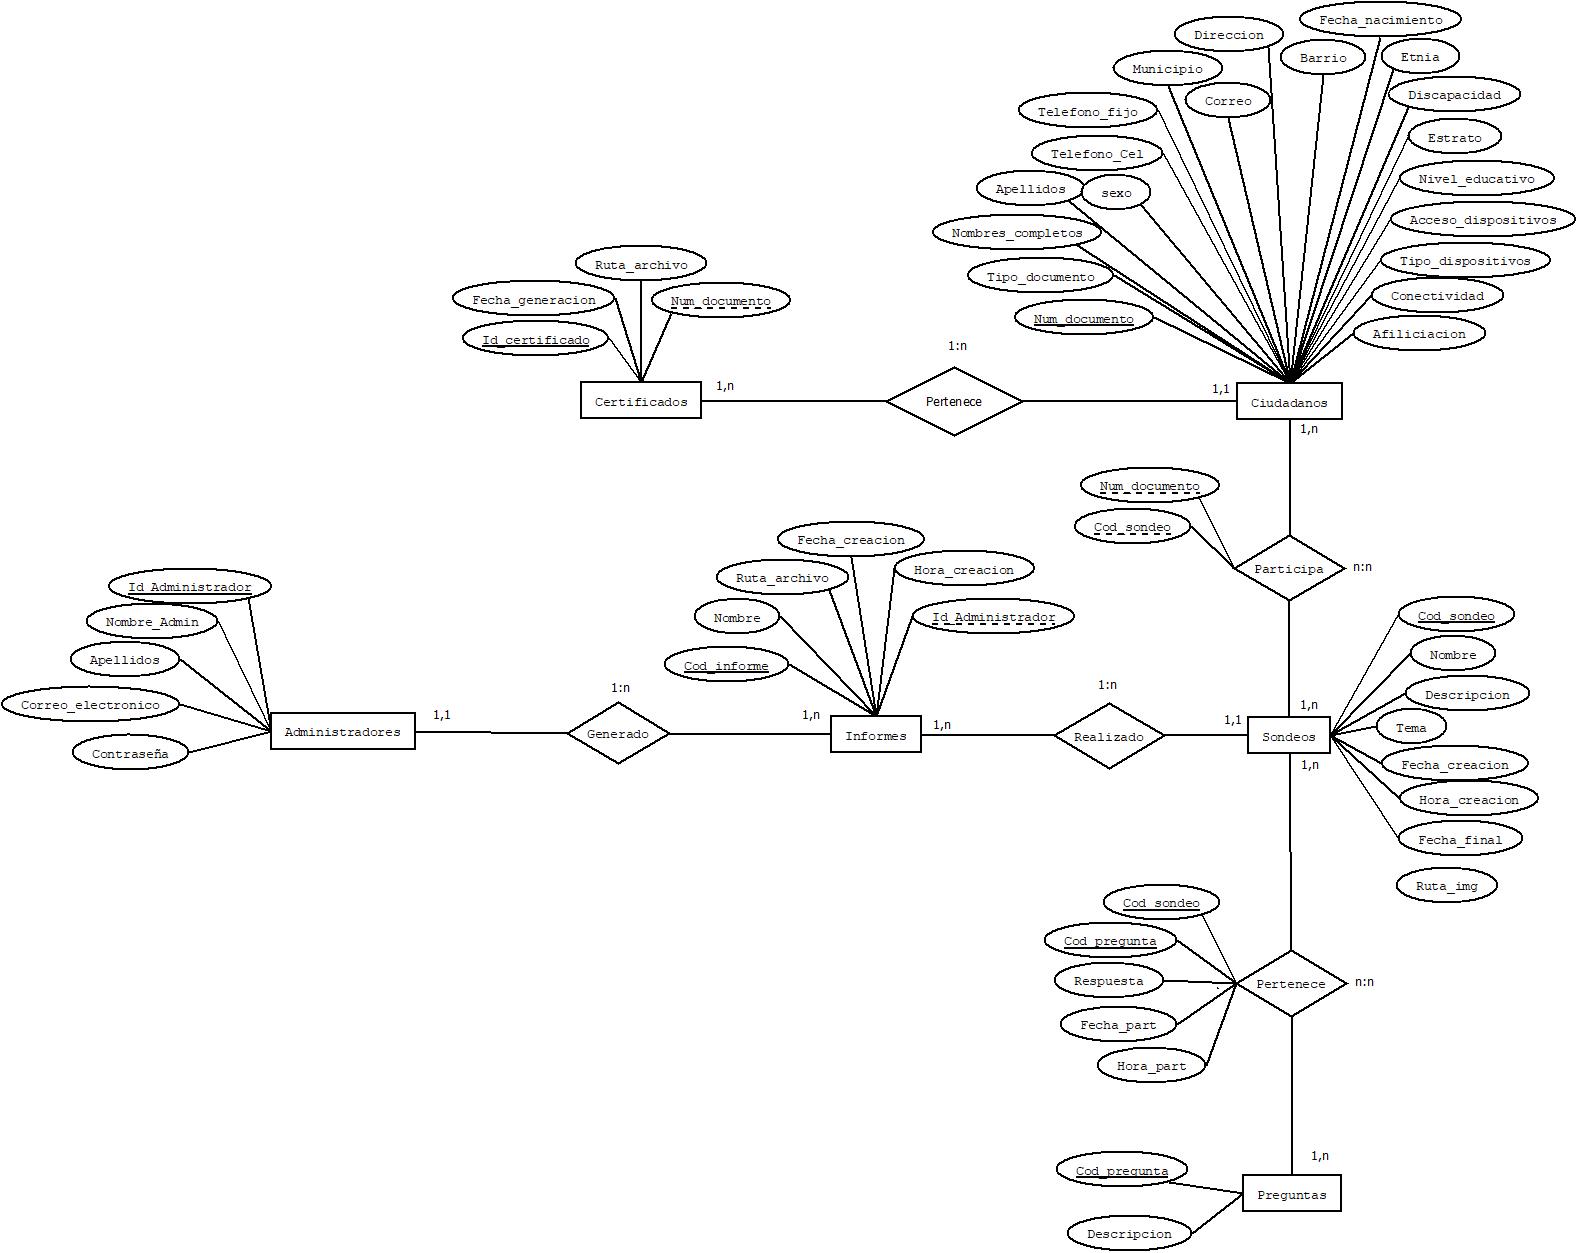 Fecha_nacimiento
Direccion
Barrio
Etnia
Municipio
Correo
Discapacidad
Telefono_fijo
Estrato
Telefono_Cel
Nivel_educativo
Apellidos
sexo
Acceso_dispositivos
Nombres_completos
Tipo_dispositivos
Tipo_documento
Conectividad
Num_documento
Afiliciacion
Ruta_archivo
Fecha_generacion
Num_documento
Id_certificado
1:n
1,n
1,1
Certificados
Pertenece
Ciudadanos
1,n
Num_documento
Cod_sondeo
Participa
n:n
Fecha_creacion
Ruta_archivo
Hora_creacion
Nombre
Id_Administrador
Cod_informe
Id_Administrador
Nombre_Admin
Apellidos
Correo_electronico
Contraseña
Cod_sondeo
Nombre
Descripcion
Tema
Fecha_creacion
Hora_creacion
Fecha_final
Ruta_img
1:n
1:n
1,1
1,n
1,n
1,1
1,n
Administradores
Generado
Informes
Realizado
Sondeos
1,n
Cod_sondeo
Cod_pregunta
Respuesta
Fecha_part
Hora_part
Pertenece
n:n
1,n
Cod_pregunta
Preguntas
Descripcion